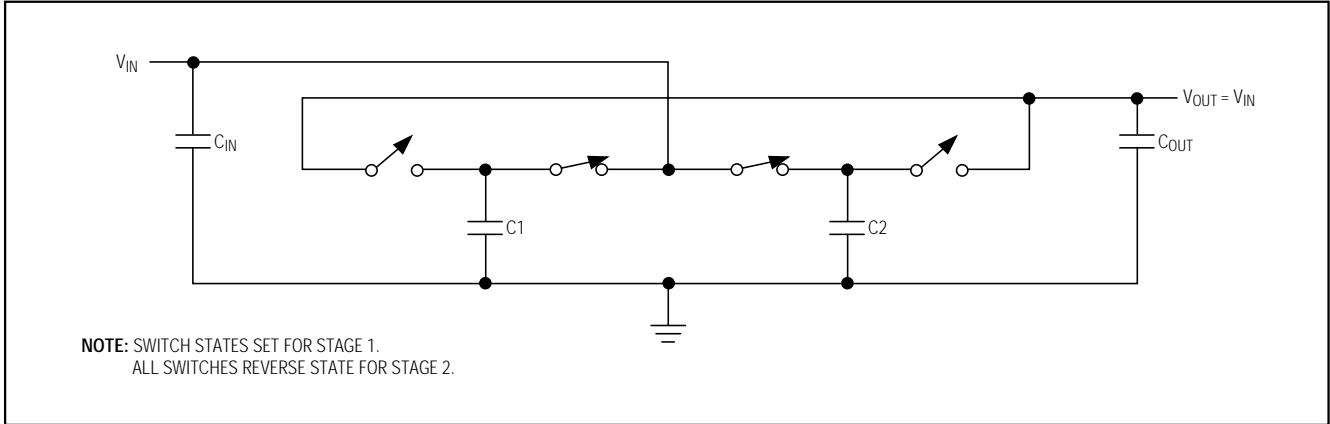 V_IN
V_OUT = V_IN
C_IN
C_OUT
C1
C2
NOTE: SWITCH STATES SET FOR STAGE 1.
ALL SWITCHES REVERSE STATE FOR STAGE 2.